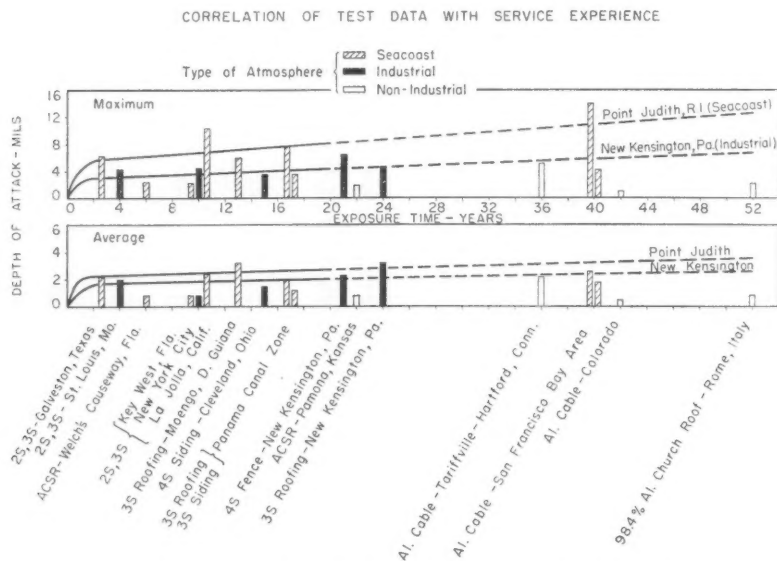 CORRELATION OF TEST DATA WITH SERVICE EXPERIENCE
Type of Atmosphere
Seacoast
Industrial
Non-Industrial
DEPTH OF ATTACK – MILS
16
12
8
4
0
Maximum
Point Judith, R.I. (Seacoast)
New Kensington, Pa. (Industrial)
0 4 8 12 16 20 24 28 32 36 40 44 48 52
EXPOSURE TIME – YEARS
6
4
2
0
Average
Point Judith
New Kensington
2S,3S-Galveston, Texas
2S,3S-St. Louis, Mo.
ACSR-Welch's Causeway, Fla.
2S,3S
Key West, Fla.
New York City
La Jolla, Calif.
3S Roofing-Moengo, D. Guiana
4S Siding-Cleveland, Ohio
3S Roofing
3S Siding
Panama Canal Zone
4S Fence-New Kensington, Pa.
ACSR-Pamona, Kansas
3S Roofing-New Kensington, Pa.
Al. Cable-Tariffville-Hartford, Conn.
Al. Cable-San Francisco Bay Area
Al. Cable-Colorado
98.4% Al. Church Roof-Rome, Italy